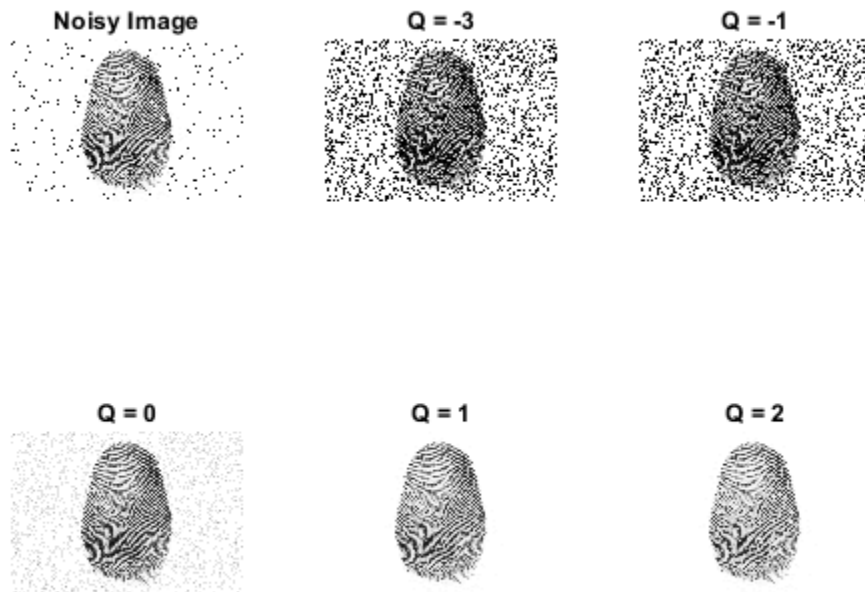 Noisy Image
Q = -3
Q = -1
Q = 0
Q = 1
Q = 2